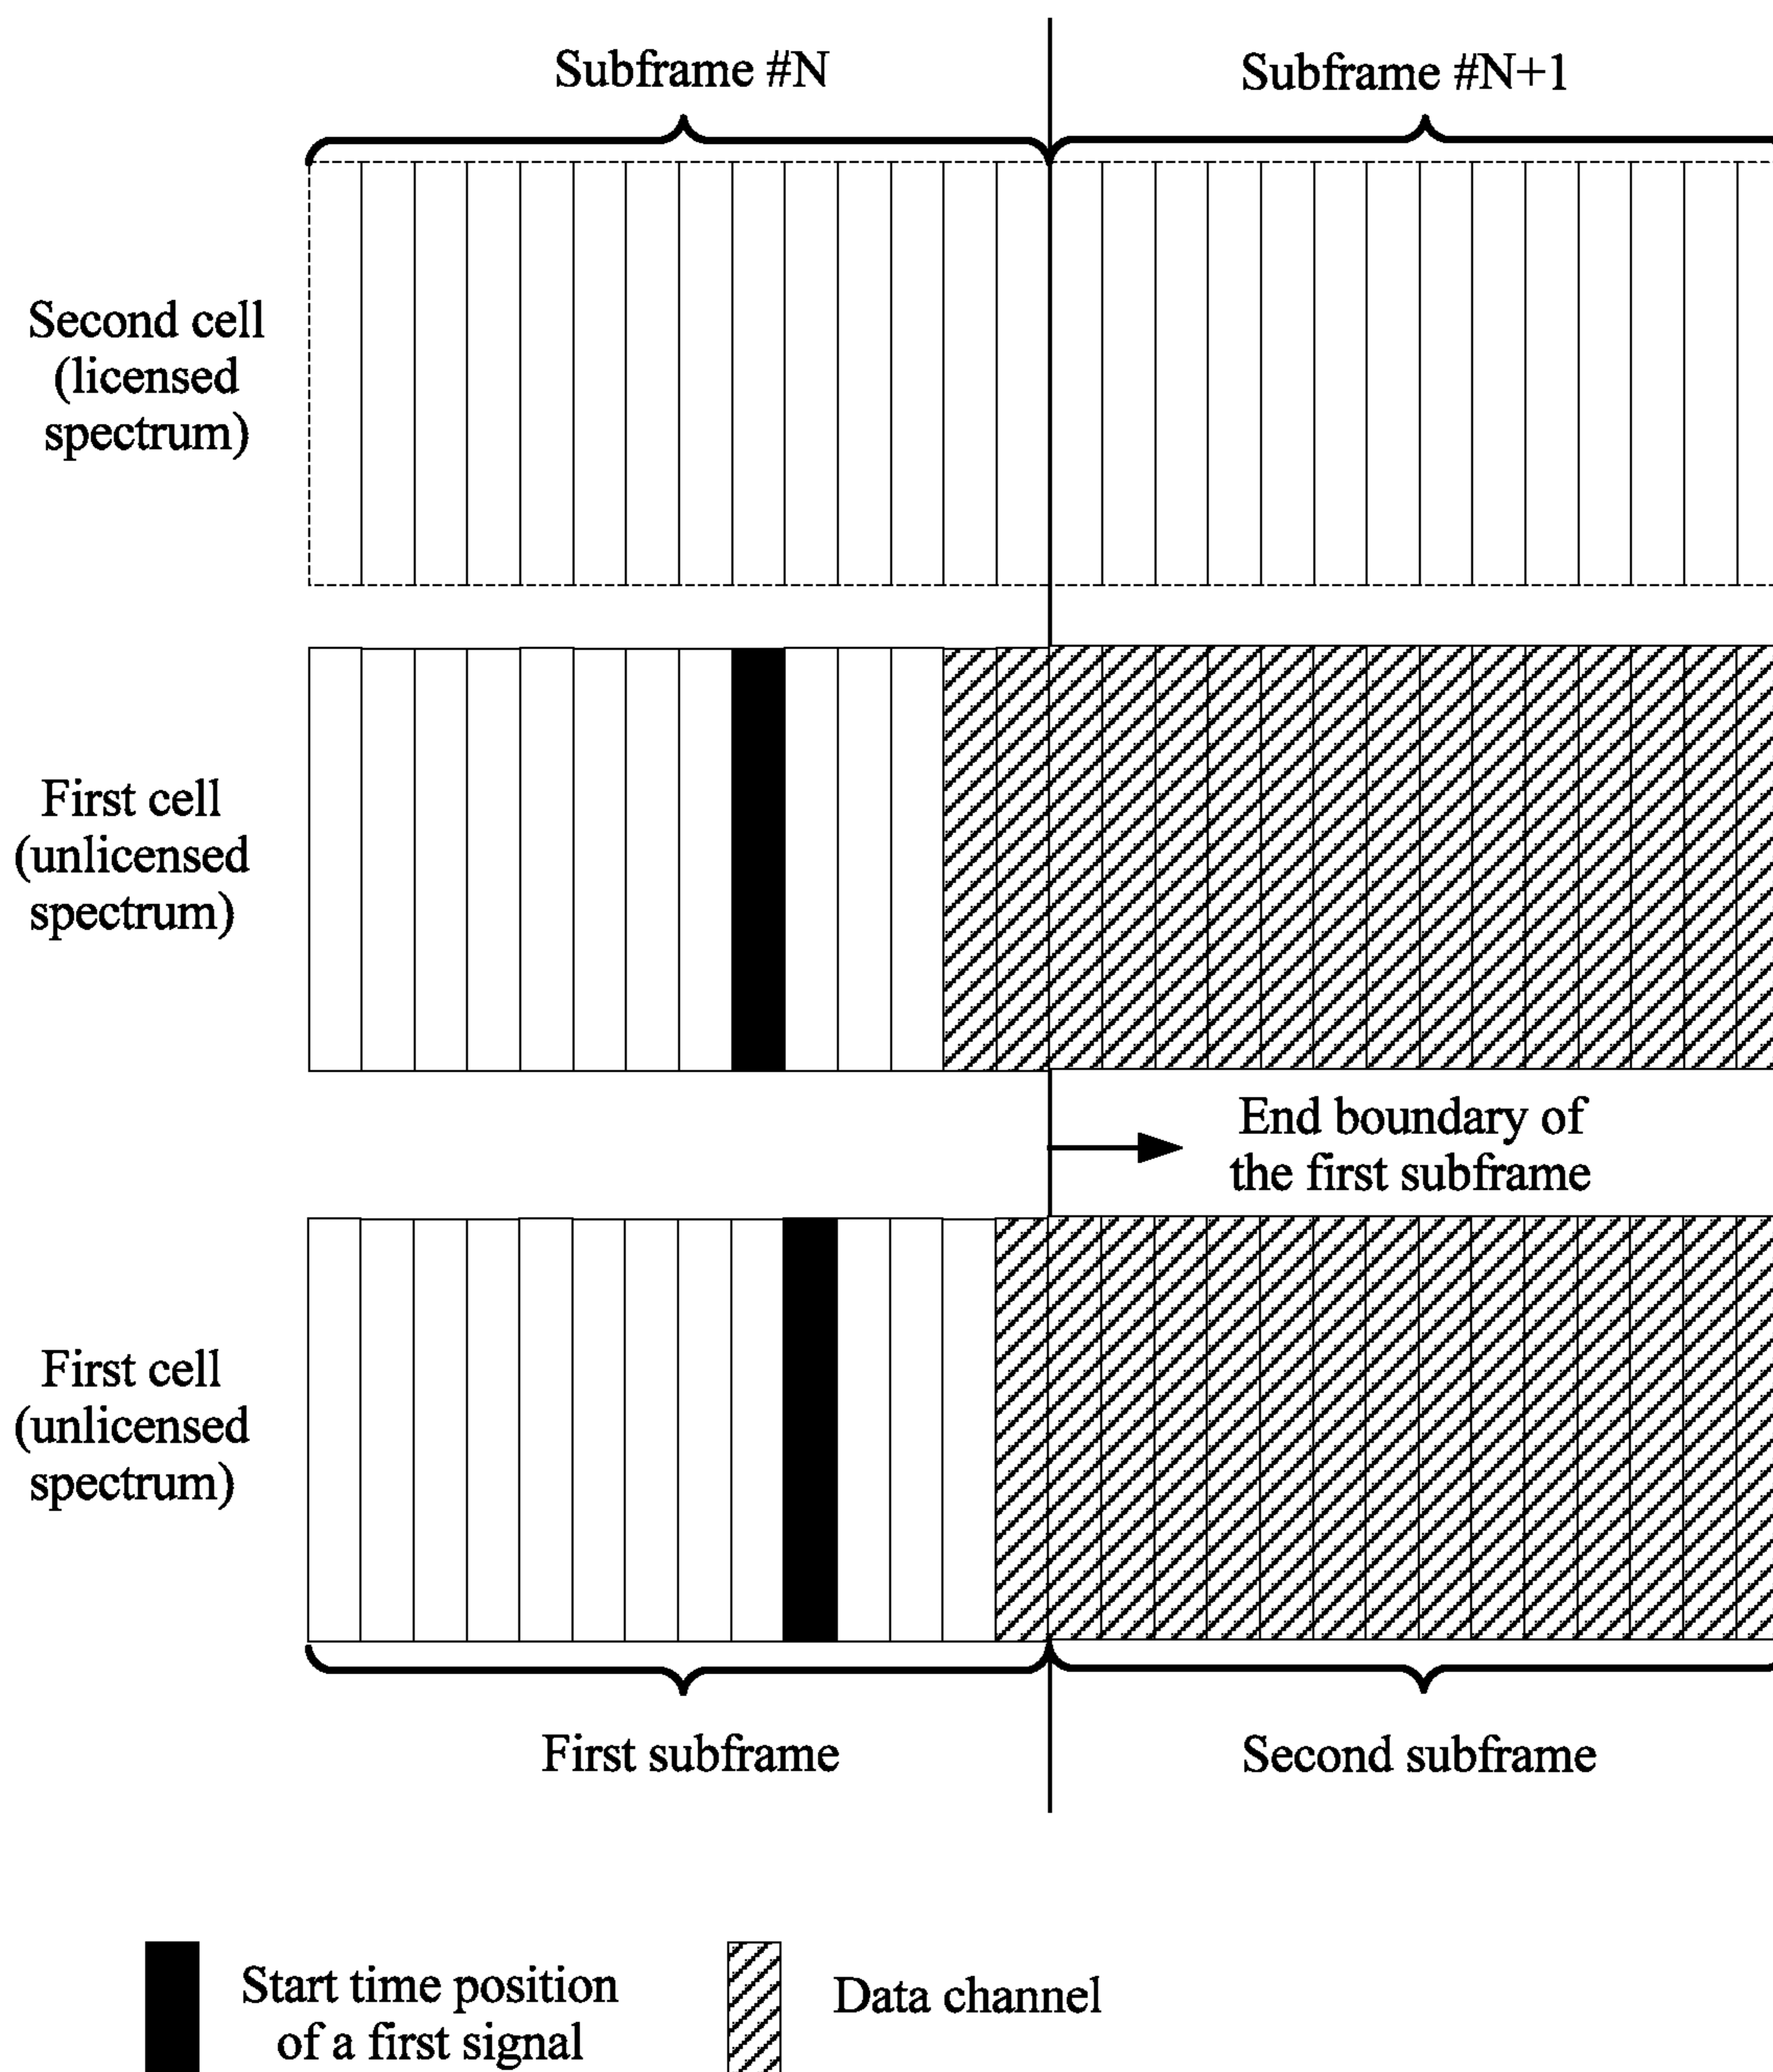 Subframe #N
Subframe #N+1
Second cell
(licensed
spectrum)
First cell
(unlicensed
spectrum)
End boundary of
the first subframe
First cell
(unlicensed
spectrum)
First subframe
Second subframe
Start time position
of a first signal
Data channel